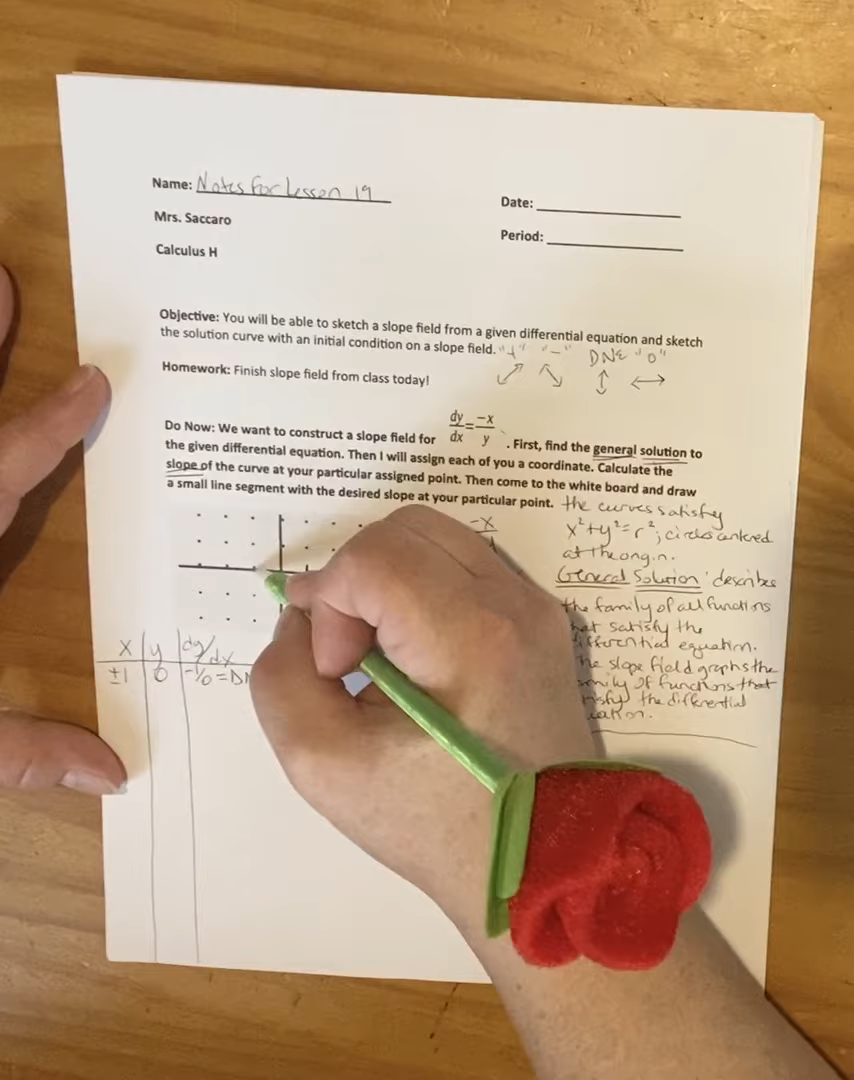 Name: Notes for Lesson 19
Date:
Mrs. Saccaro
Period:
Calculus H
Objective: You will be able to sketch a slope field from a given differential equation and sketch
the solution curve with an initial condition on a slope field. "+" "-" DNE "0"
Homework: Finish slope field from class today!
Do Now: We want to construct a slope field for dy/dx = -x/y . First, find the general solution to
the given differential equation. Then I will assign each of you a coordinate. Calculate the
slope of the curve at your particular assigned point. Then come to the white board and draw
a small line segment with the desired slope at your particular point.
the curves satisfy
-x
x²+y²=r²; circles centered
at the origin.
General Solution: describes
the family of all functions
satisfy the
differential equation.
the slope field graphs the
of functions that
the differential
x y dy/dx
±1 0 -1/0 = DN